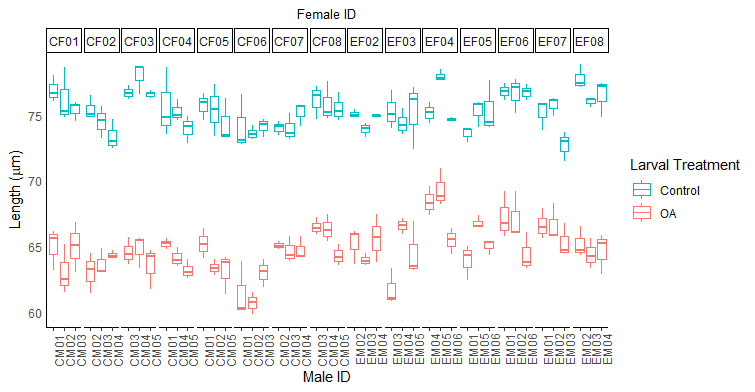 Female ID
CF01 CF02 CF03 CF04 CF05 CF06 CF07 CF08 EF02 EF03 EF04 EF05 EF06 EF07 EF08
Length (μm)
75
70
65
60
CM01 CM02 CM03 CM02 CM03 CM04 CM03 CM04 CM05 CM01 CM04 CM05 CM01 CM02 CM05 CM01 CM02 CM03 CM02 CM03 CM04 CM03 CM04 CM05 EM02 EM03 EM04 EM03 EM04 EM05 EM04 EM05 EM06 EM02 EM05 EM06 EM01 EM02 EM06 EM01 EM02 EM03 EM02 EM03 EM04
Male ID
Larval Treatment
Control
OA